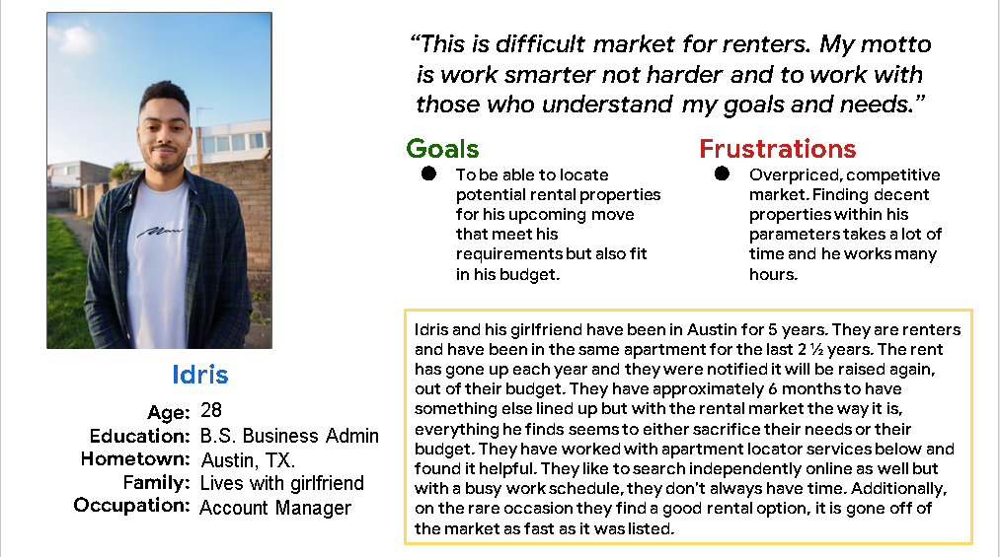 “This is difficult market for renters. My motto
is work smarter not harder and to work with
those who understand my goals and needs.”
Goals
● To be able to locate
potential rental properties
for his upcoming move
that meet his
requirements but also fit
in his budget.
Frustrations
● Overpriced, competitive
market. Finding decent
properties within his
parameters takes a lot of
time and he works many
hours.
Idris
Age: 28
Education: B.S. Business Admin
Hometown: Austin, TX.
Family: Lives with girlfriend
Occupation: Account Manager
Idris and his girlfriend have been in Austin for 5 years. They are renters
and have been in the same apartment for the last 2 ½ years. The rent
has gone up each year and they were notified it will be raised again,
out of their budget. They have approximately 6 months to have
something else lined up but with the rental market the way it is,
everything he finds seems to either sacrifice their needs or their
budget. They have worked with apartment locator services below and
found it helpful. They like to search independently online as well but
with a busy work schedule, they don't always have time. Additionally,
on the rare occasion they find a good rental option, it is gone off of
the market as fast as it was listed.